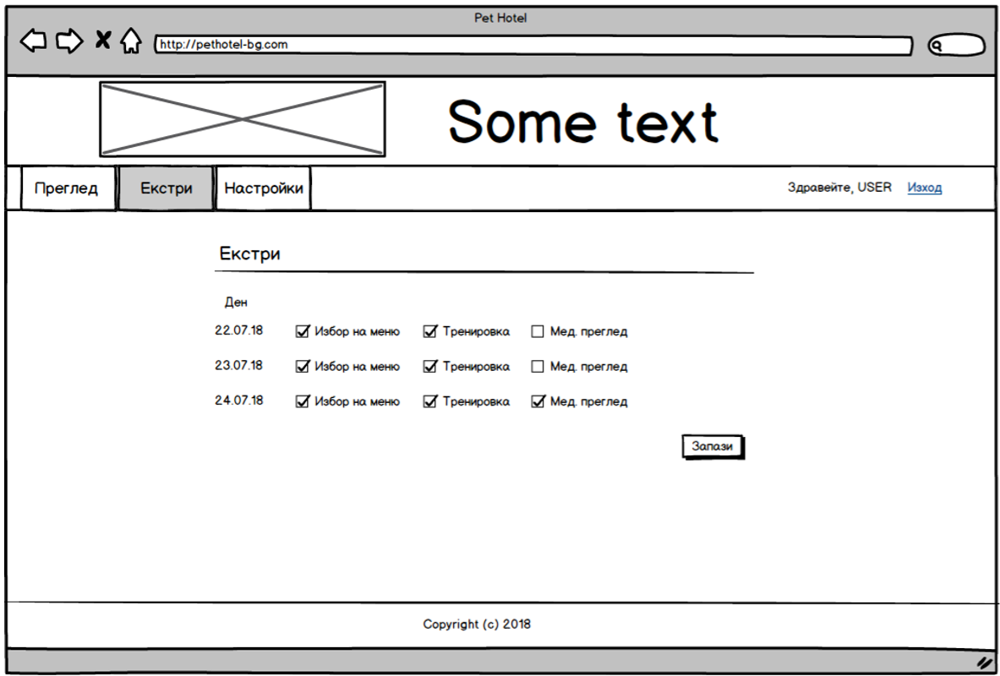 Pet Hotel
http://pethotel-bg.com
Some text
Преглед Екстри Настройки Здравейте, USER Изход
Екстри
Ден
22.07.18 Избор на меню Тренировка Мед. преглед
23.07.18 Избор на меню Тренировка Мед. преглед
24.07.18 Избор на меню Тренировка Мед. преглед
Запази
Copyright (c) 2018